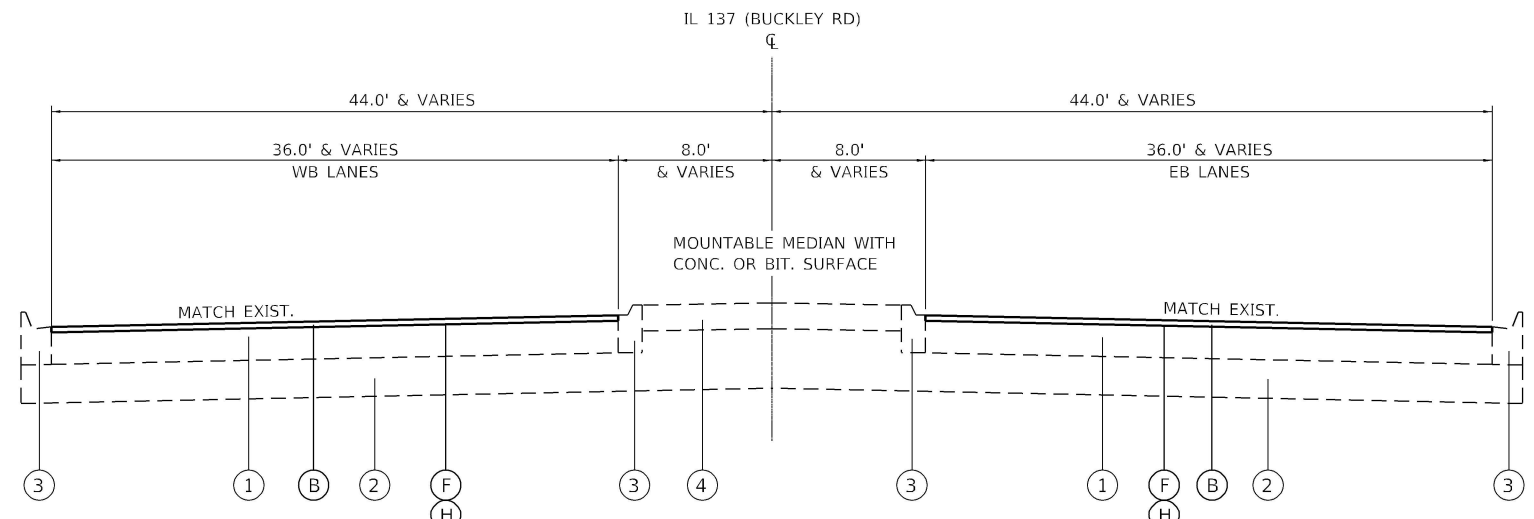 IL 137 (BUCKLEY RD)
℄
44.0' & VARIES
44.0' & VARIES
36.0' & VARIES
WB LANES
8.0'
& VARIES
8.0'
& VARIES
36.0' & VARIES
EB LANES
MOUNTABLE MEDIAN WITH
CONC. OR BIT. SURFACE
MATCH EXIST.
MATCH EXIST.
3
1
B
2
F
H
3
4
3
1
F
H
B
2
3